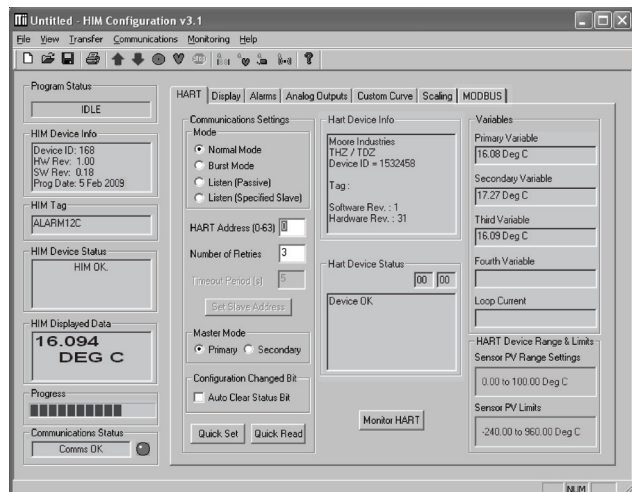 Untitled - HIM Configuration v3.1
File View Transfer Communications Monitoring Help
Program Status
IDLE
HIM Device Info
Device ID: 168
HW Rev: 1.00
SW Rev: 0.18
Prog Date: 5 Feb 2009
HIM Tag
ALARM12C
HIM Device Status
HIM OK.
HIM Displayed Data
16.094
DEG C
Progress
Communications Status
Comms OK
HART Display Alarms Analog Outputs Custom Curve Scaling MODBUS
Communications Settings
Mode
Normal Mode
Burst Mode
Listen (Passive)
Listen (Specified Slave)
HART Address (0-63) 0
Number of Retries 3
Timeout Period (s) 5
Set Slave Address
Master Mode
Primary Secondary
Configuration Changed Bit
Auto Clear Status Bit
Quick Set Quick Read
Hart Device Info
Moore Industries
THZ / TDZ
Device ID = 1532458
Tag :
Software Rev. : 1
Hardware Rev. : 31
Hart Device Status
00 00
Device OK
Monitor HART
Variables
Primary Variable
16.08 Deg C
Secondary Variable
17.27 Deg C
Third Variable
16.09 Deg C
Fourth Variable
Loop Current
HART Device Range & Limits
Sensor PV Range Settings
0.00 to 100.00 Deg C
Sensor PV Limits
-240.00 to 960.00 Deg C
NUM